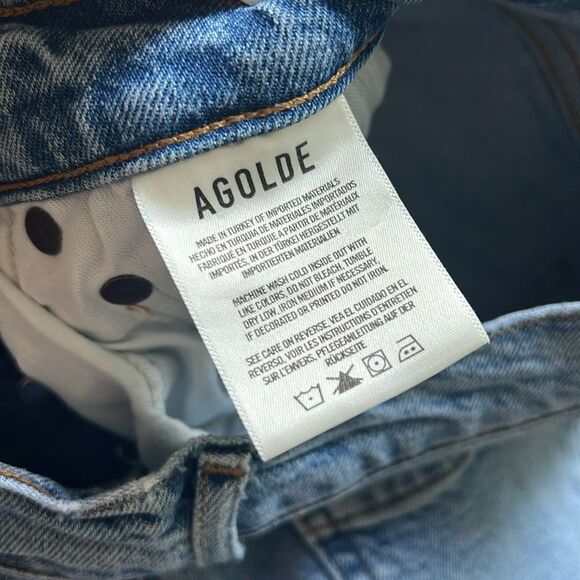 AGOLDE
MADE IN TURKEY OF IMPORTED MATERIALS
HECHO EN TURQUIA DE MATERIALES IMPORTADOS
FABRIQUE EN TURQUIE A PARTIR DE MATÉRIAUX
IMPORTÉS, IN DER TÜRKEI HERGESTELLT MIT
IMPORTIERTEN MATERIALIEN
MACHINE WASH COLD INSIDE OUT WITH
LIKE COLORS, DO NOT BLEACH, TUMBLE
DRY LOW, IRON MEDIUM IF NECESSARY
IF DECORATED OR PRINTED DO NOT IRON.
SEE CARE ON REVERSE. VEA EL CUIDADO EN EL
REVERSO. VOIR LES INSTRUCTIONS D'ENTRETIEN
SUR L'ENVERS. PFLEGEANLEITUNG AUF DER
RÜCKSEITE